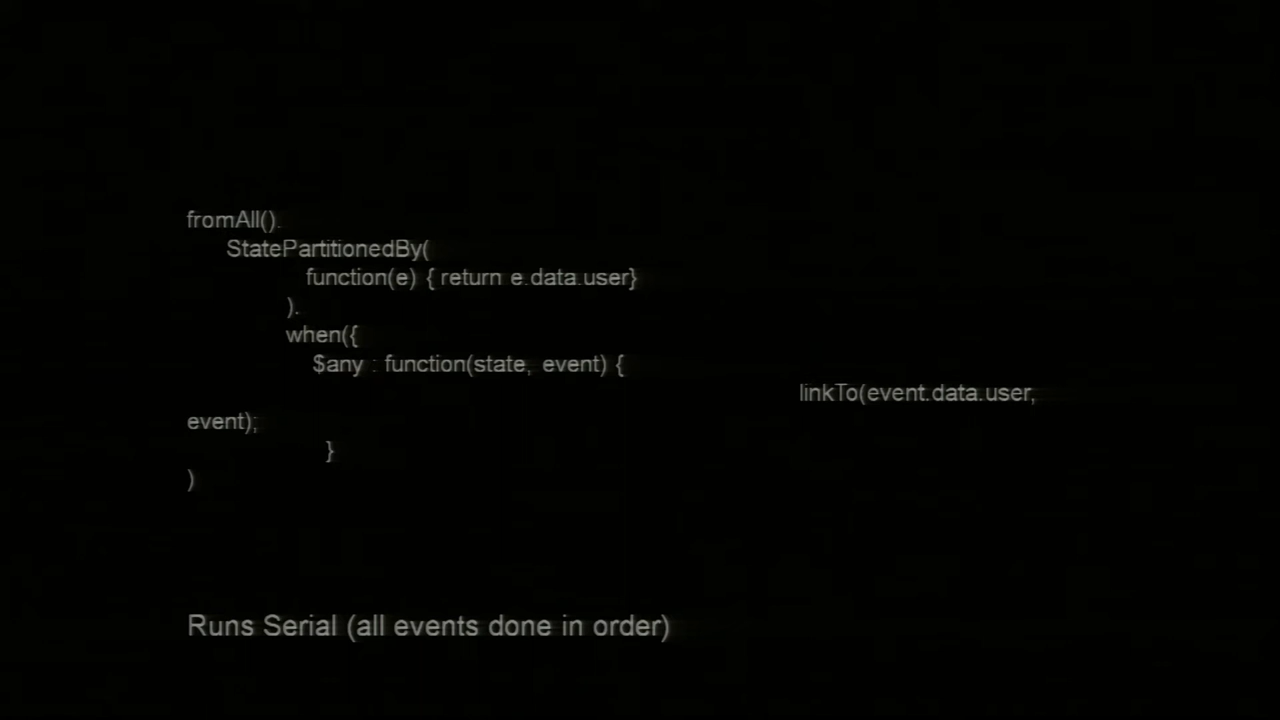 fromAll().
StatePartitionedBy(
function(e) { return e.data.user}
).
when({
$any : function(state, event) {
linkTo(event.data.user,
event);
}
)
Runs Serial (all events done in order)